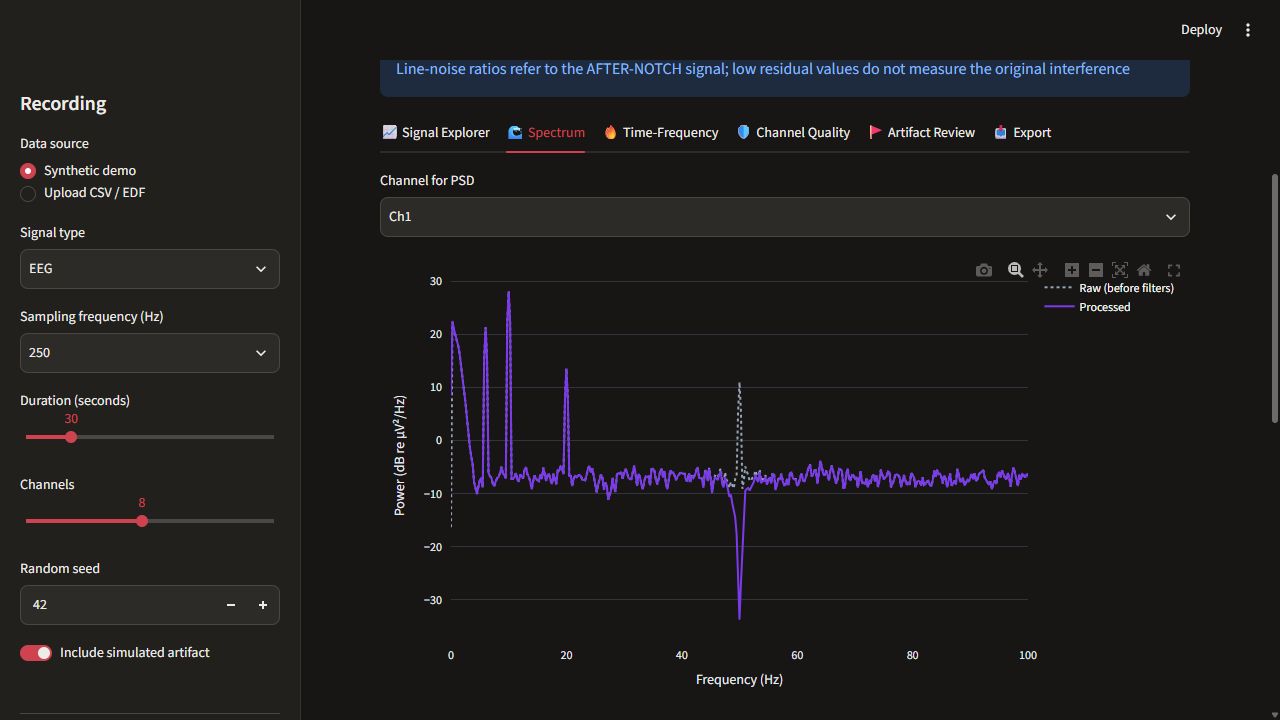 Deploy
Line-noise ratios refer to the AFTER-NOTCH signal; low residual values do not measure the original interference
Recording
Data source
Synthetic demo
Upload CSV / EDF
Signal type
EEG
Sampling frequency (Hz)
250
Duration (seconds)
30
Channels
8
Random seed
42
Include simulated artifact
Signal Explorer Spectrum Time-Frequency Channel Quality Artifact Review Export
Channel for PSD
Ch1
Raw (before filters)
Processed
Power (dB re µV²/Hz)
30
20
10
0
−10
−20
−30
0 20 40 60 80 100
Frequency (Hz)